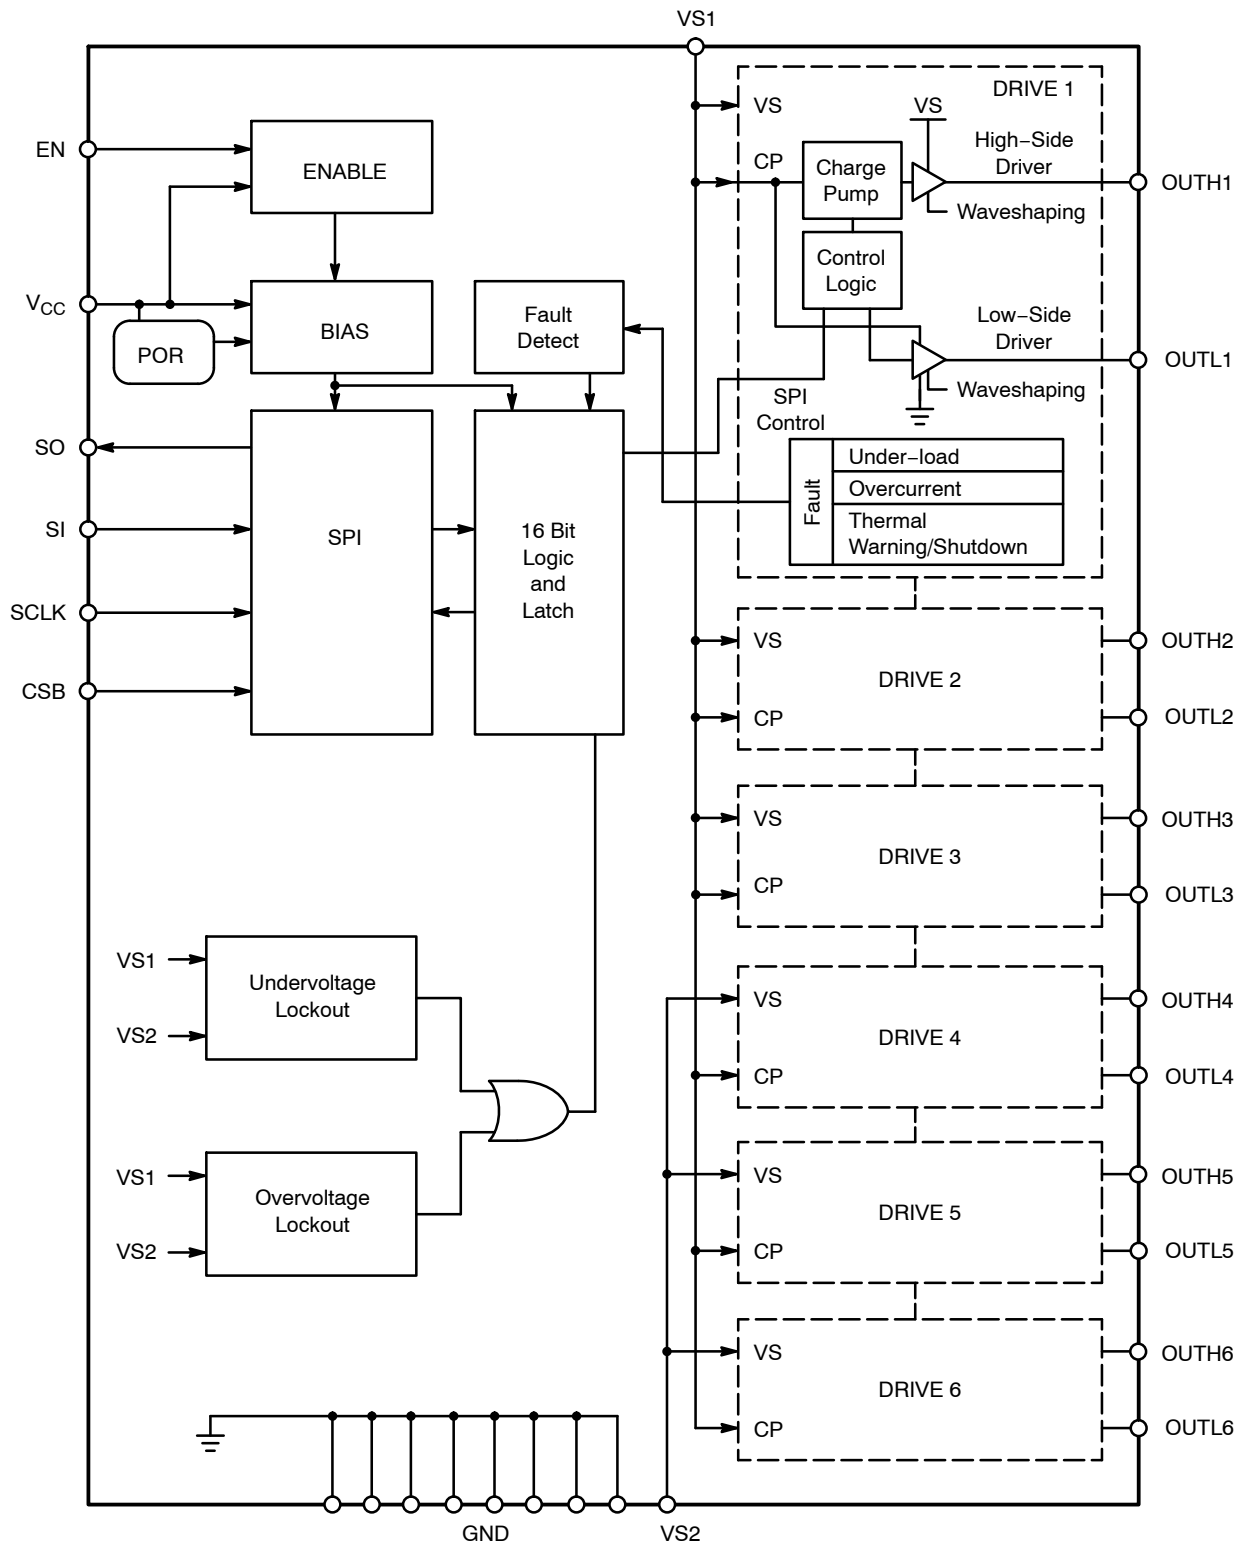 VS1
DRIVE 1
VS
VS
EN
ENABLE
CP
Charge
Pump
High−Side
Driver
OUTH1
Waveshaping
Control
Logic
VCC
BIAS
POR
Fault
Detect
Low−Side
Driver
OUTL1
Waveshaping
SPI
Control
SO
SI
SCLK
CSB
SPI
16 Bit
Logic
and
Latch
Fault
Under−load
Overcurrent
Thermal
Warning/Shutdown
VS
OUTH2
DRIVE 2
CP
OUTL2
VS
OUTH3
DRIVE 3
CP
OUTL3
VS1
Undervoltage
Lockout
VS2
VS
OUTH4
DRIVE 4
CP
OUTL4
VS1
Overvoltage
Lockout
VS2
VS
OUTH5
DRIVE 5
CP
OUTL5
VS
OUTH6
DRIVE 6
CP
OUTL6
GND
VS2